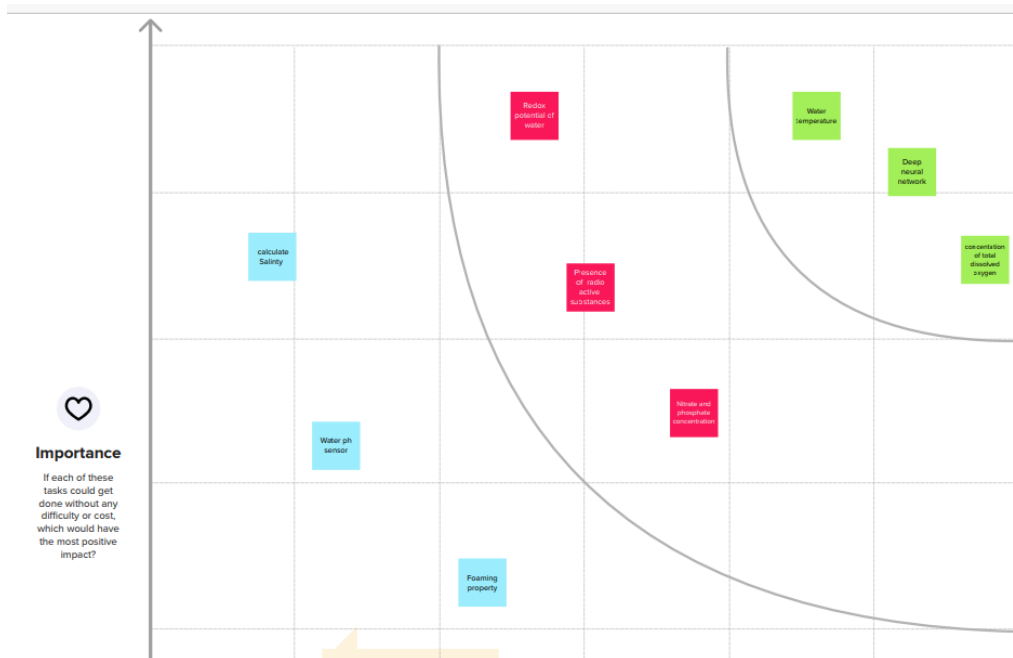 Redox
potential of
water
Water
temperature
Deep
neural
network
calculate
Salinty
concentation
of total
dissolved
oxygen
Presence
of radio
active
substances
Nitrate and
phosphate
concentration
Water ph
sensor
Importance
If each of these
tasks could get
done without any
difficulty or cost,
which would have
the most positive
impact?
Foaming
property